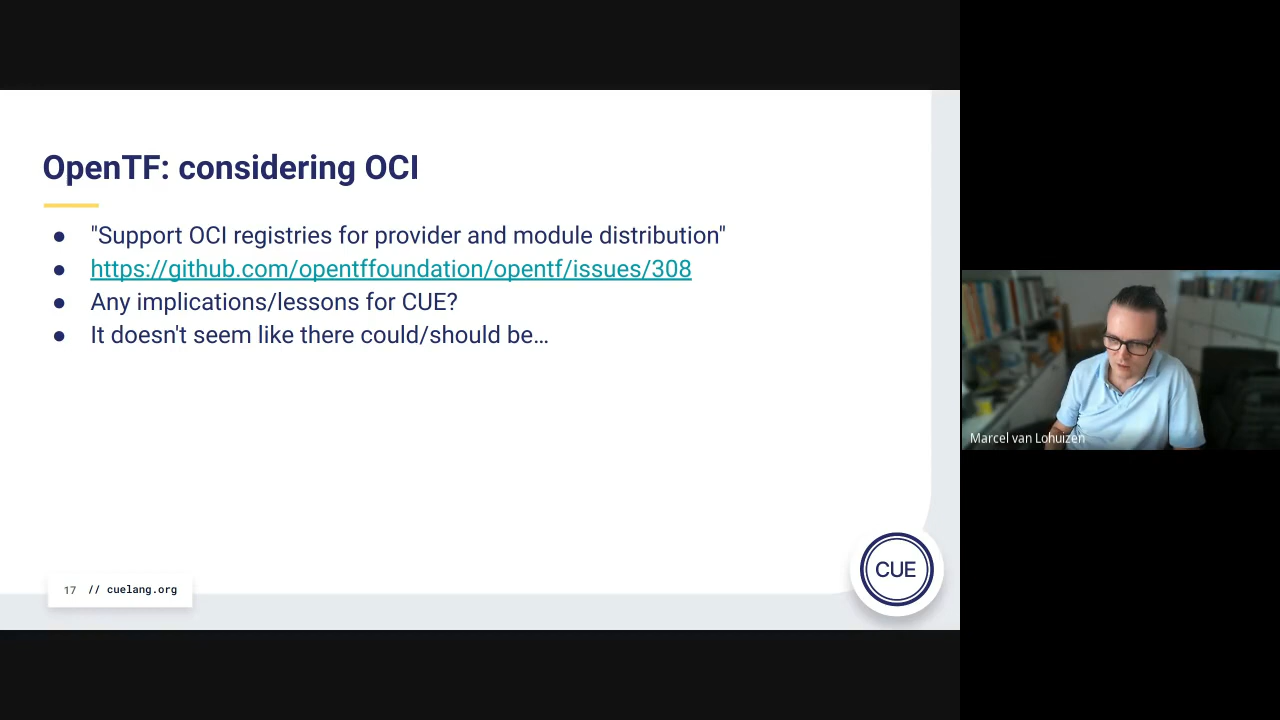 OpenTF: considering OCI
● "Support OCI registries for provider and module distribution"
● https://github.com/opentffoundation/opentf/issues/308
● Any implications/lessons for CUE?
● It doesn't seem like there could/should be…
Marcel van Lohuizen
CUE
17 // cuelang.org